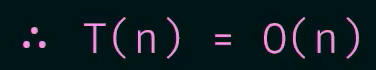 ∴ T(n) = O(n)